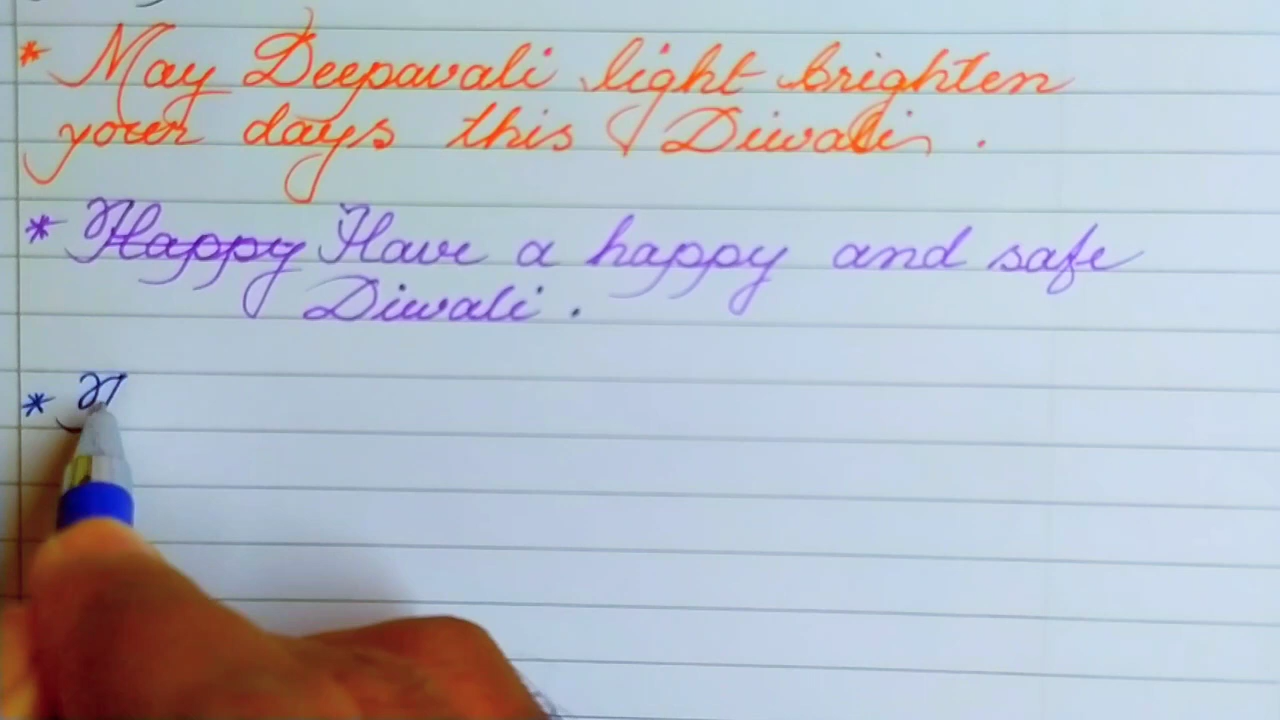 * May Deepavali light brighten
your days this Diwali.
* Happy Have a happy and safe
Diwali.
*